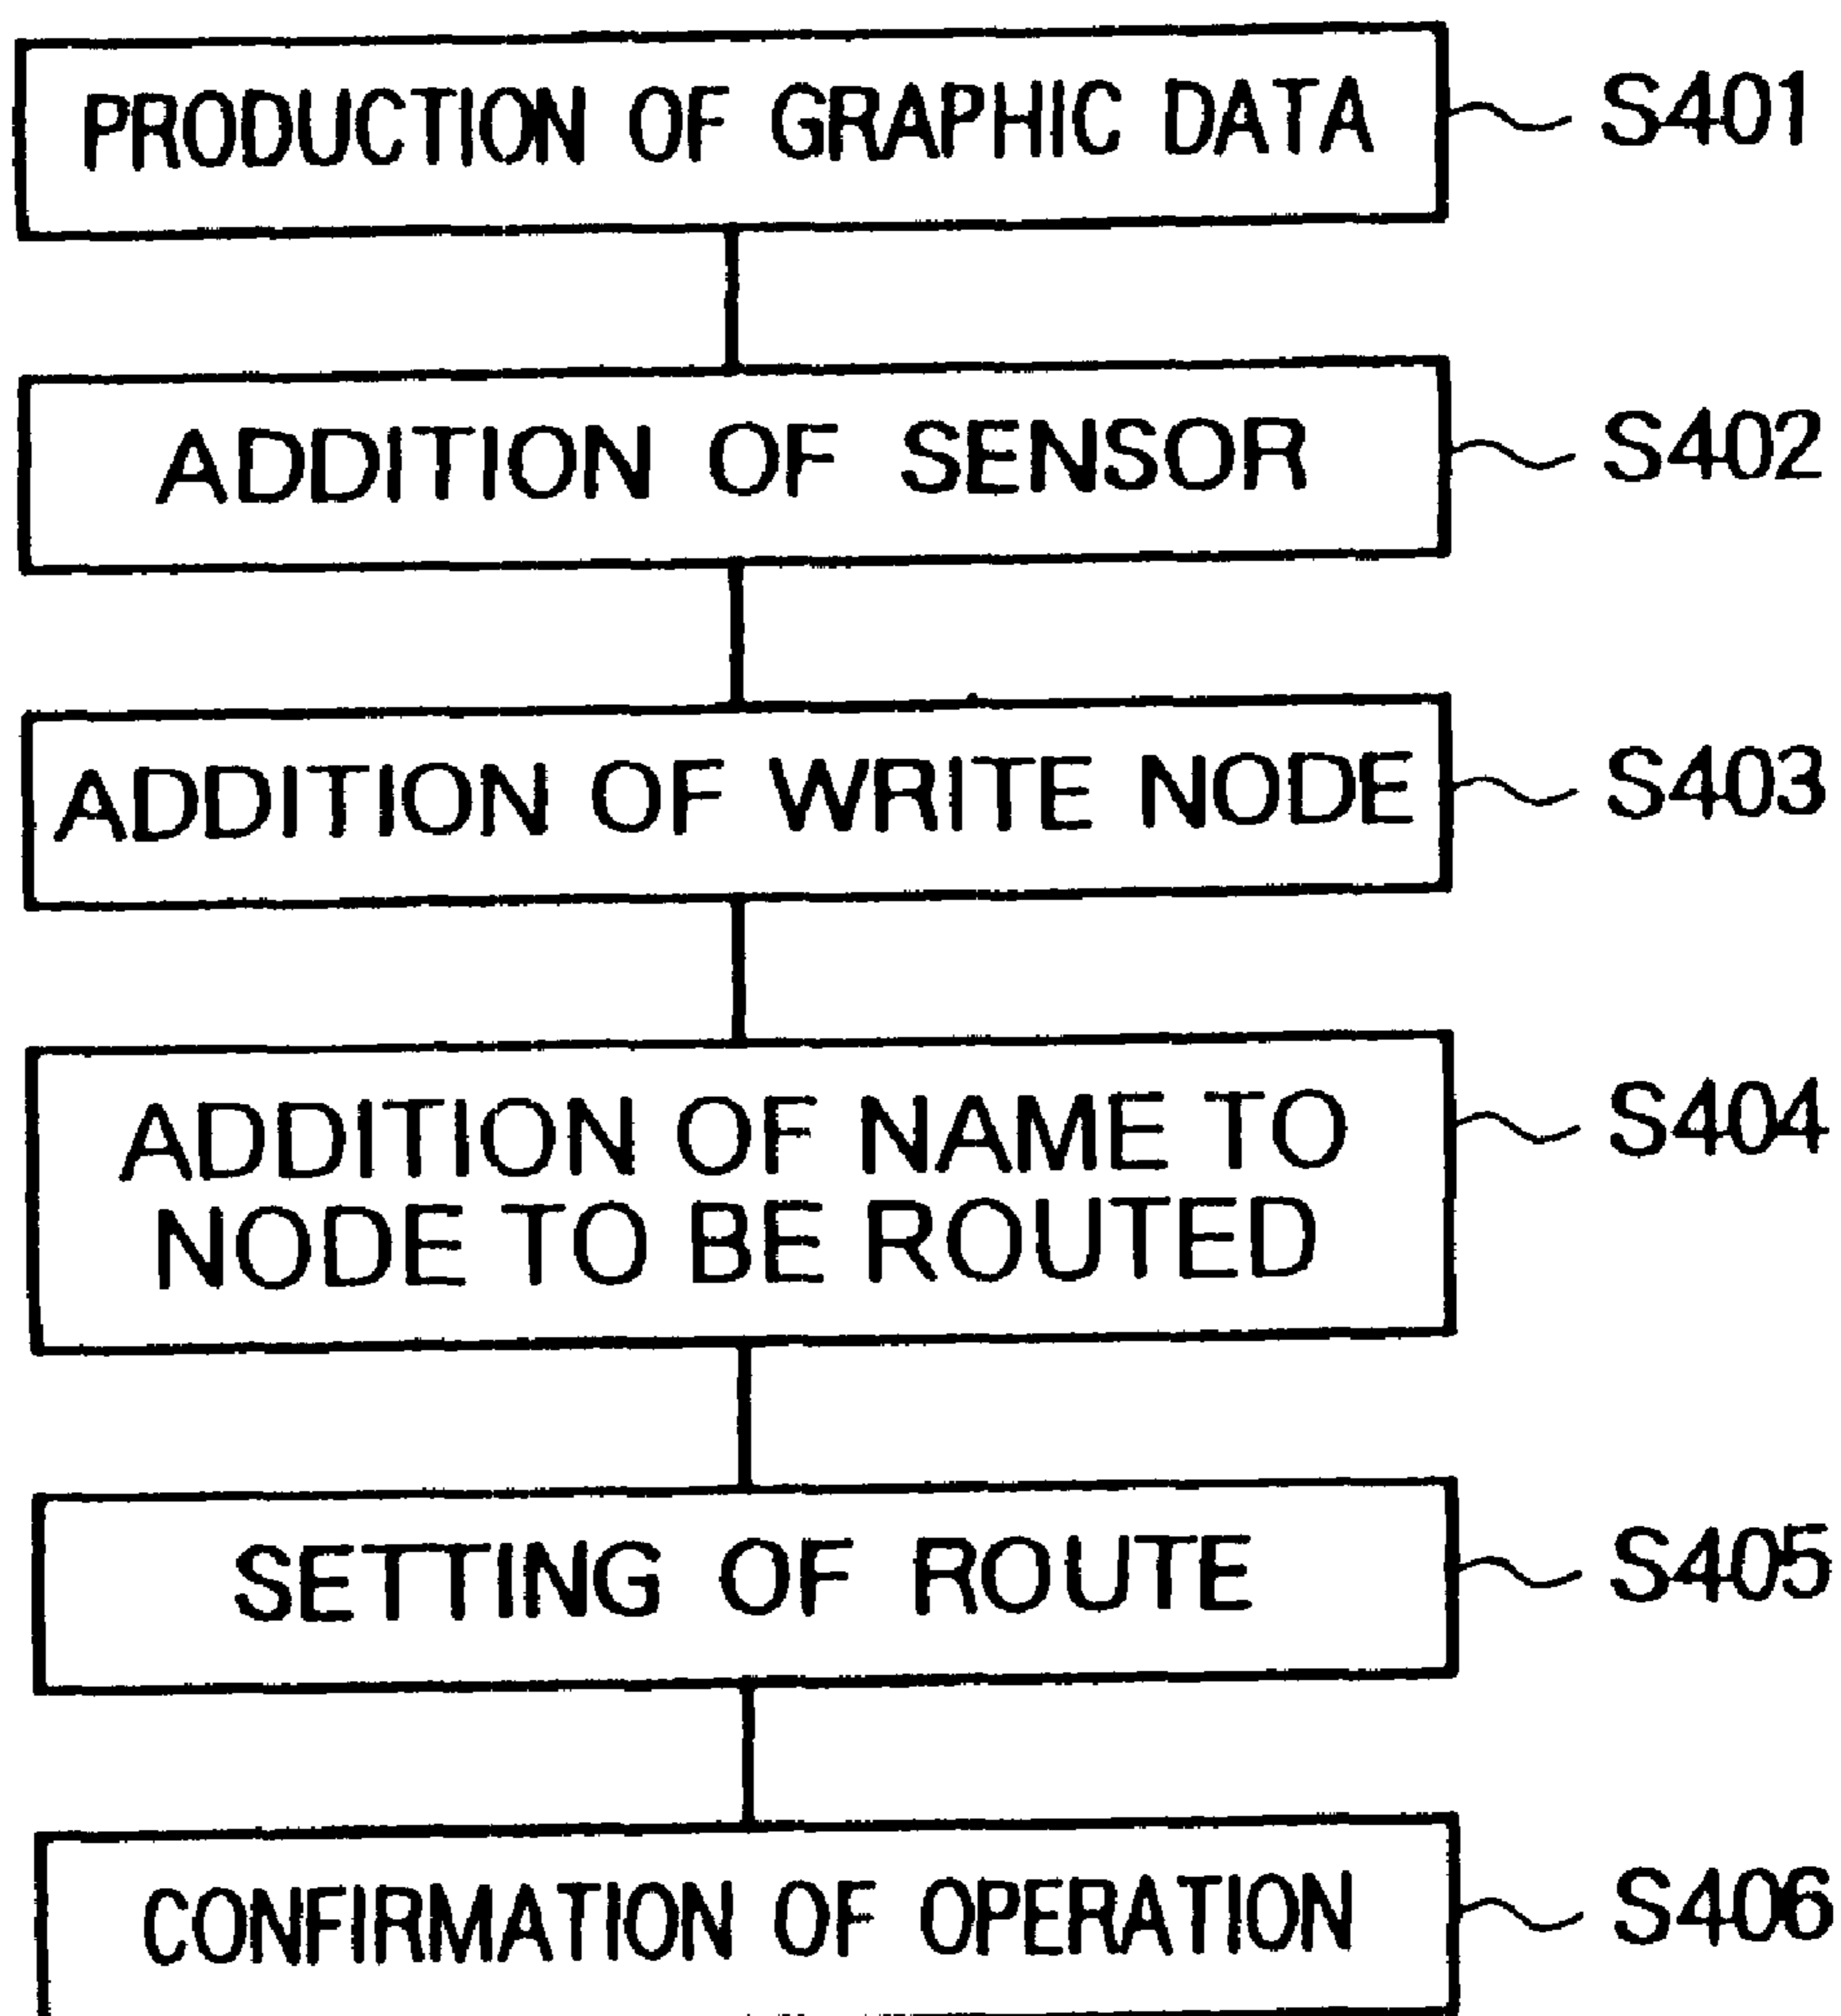 PRODUCTION OF GRAPHIC DATA S401
ADDITION OF SENSOR S402
ADDITION OF WRITE NODE S403
ADDITION OF NAME TO S404
NODE TO BE ROUTED
SETTING OF ROUTE S405
CONFIRMATION OF OPERATION S406